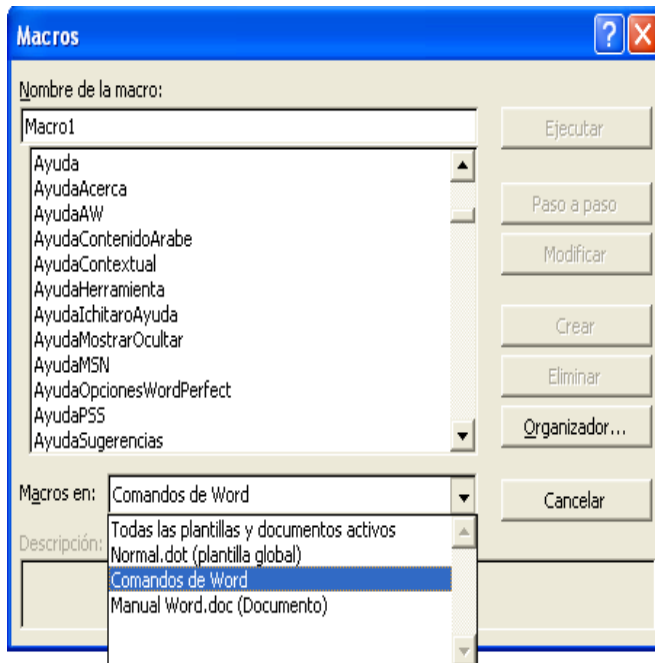 Macros
Nombre de la macro:
Macro1
Ejecutar
Ayuda
AyudaAcerca
AyudaAW
AyudaContenidoArabe
AyudaContextual
AyudaHerramienta
AyudaIchitaroAyuda
AyudaMostrarOcultar
AyudaMSN
AyudaOpcionesWordPerfect
AyudaPSS
AyudaSugerencias
Paso a paso
Modificar
Crear
Eliminar
Organizador...
Macros en: Comandos de Word
Cancelar
Todas las plantillas y documentos activos
Descripción:
Normal.dot (plantilla global)
Comandos de Word
Manual Word.doc (Documento)